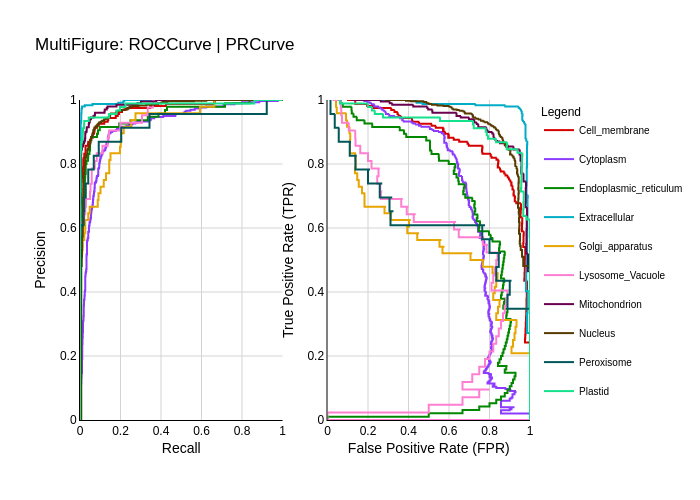 MultiFigure: ROCCurve | PRCurve
Precision
1
0.8
0.6
0.4
0.2
0
0 0.2 0.4 0.6 0.8 1
Recall
True Positive Rate (TPR)
1
0.8
0.6
0.4
0.2
0
0 0.2 0.4 0.6 0.8 1
False Positive Rate (FPR)
Legend
Cell_membrane
Cytoplasm
Endoplasmic_reticulum
Extracellular
Golgi_apparatus
Lysosome_Vacuole
Mitochondrion
Nucleus
Peroxisome
Plastid